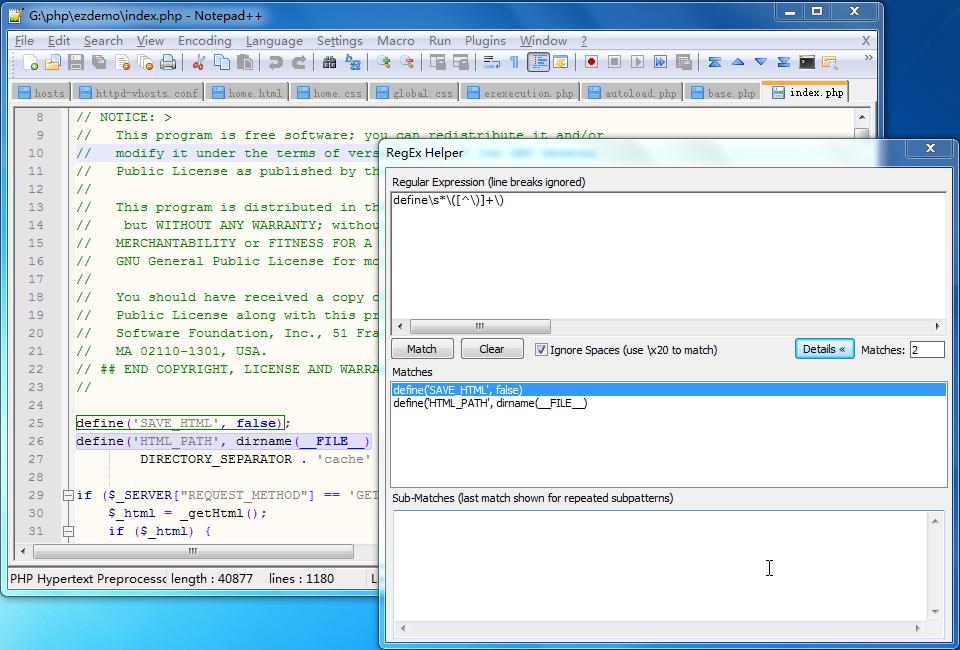 G:\php\ezdemo\index.php - Notepad++
File Edit Search View Encoding Language Settings Macro Run Plugins Window ? X
hosts httpd-vhosts.conf home.html home.css global.css ezexecution.php autoload.php base.php index.php
8 // NOTICE: >
9 // This program is free software; you can redistribute it and/or
10 // modify it under the terms of vers
11 // Public License as published by th
12 //
13 // This program is distributed in th
14 // but WITHOUT ANY WARRANTY; withou
15 // MERCHANTABILITY or FITNESS FOR A
16 // GNU General Public License for mo
17 //
18 // You should have received a copy o
19 // Public License along with this pr
20 // Software Foundation, Inc., 51 Fra
21 // MA 02110-1301, USA.
22 // ## END COPYRIGHT, LICENSE AND WARRA
23 //
24
25 define('SAVE_HTML', false);
26 define('HTML_PATH', dirname(__FILE__)
27 DIRECTORY_SEPARATOR . 'cache'
28
29 if ($_SERVER["REQUEST_METHOD"] == 'GET
30 $_html = _getHtml();
31 if ($_html) {
PHP Hypertext Preprocesso length : 40877 lines : 1180 L
RegEx Helper
Regular Expression (line breaks ignored)
define\s*\([^\)]+\)
Match Clear Ignore Spaces (use \x20 to match) Details « Matches: 2
Matches
define('SAVE_HTML', false)
define('HTML_PATH', dirname(__FILE__)
Sub-Matches (last match shown for repeated subpatterns)